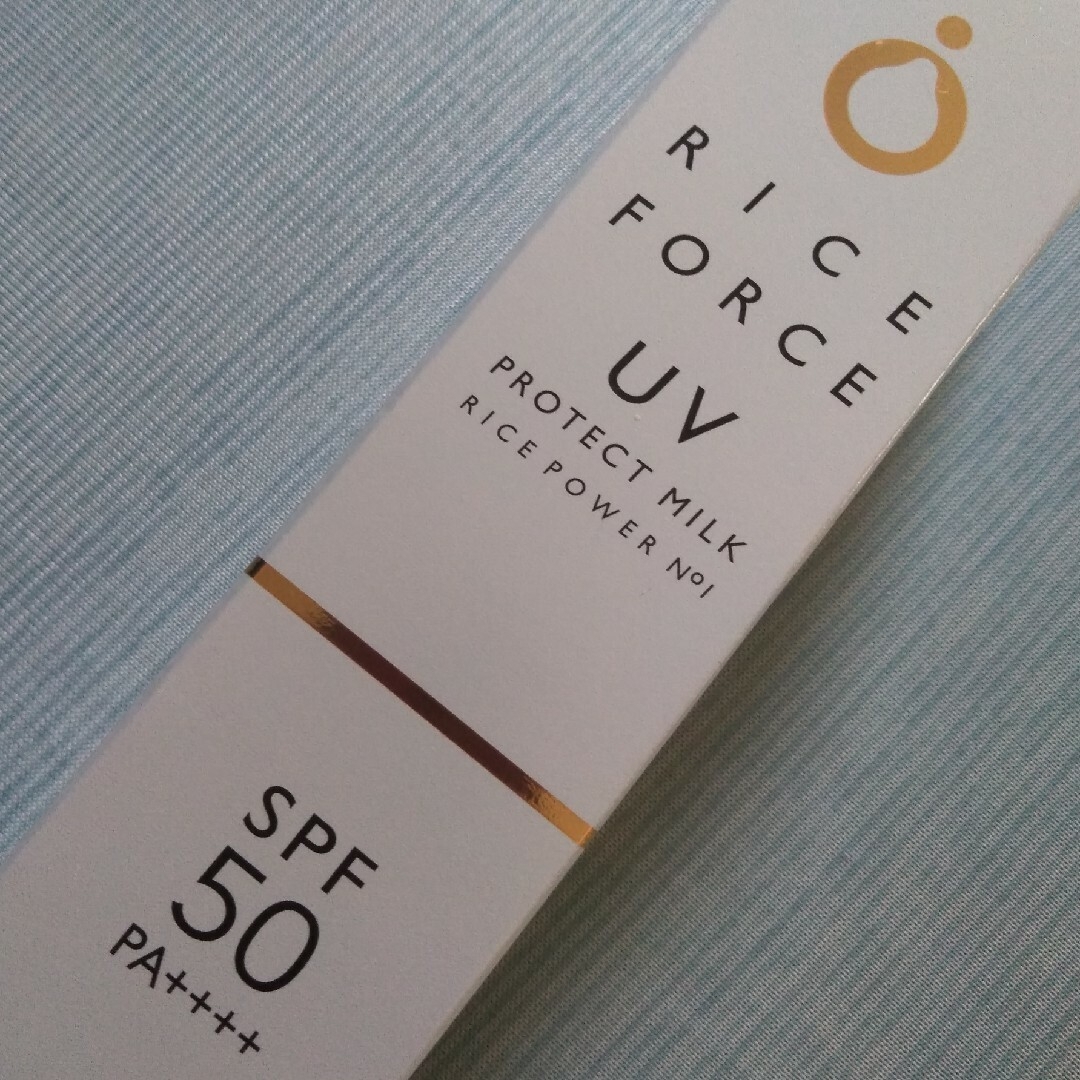 RICE
FORCE
UV
PROTECT MILK
RICE POWER Nº1
SPF
50
PA++++